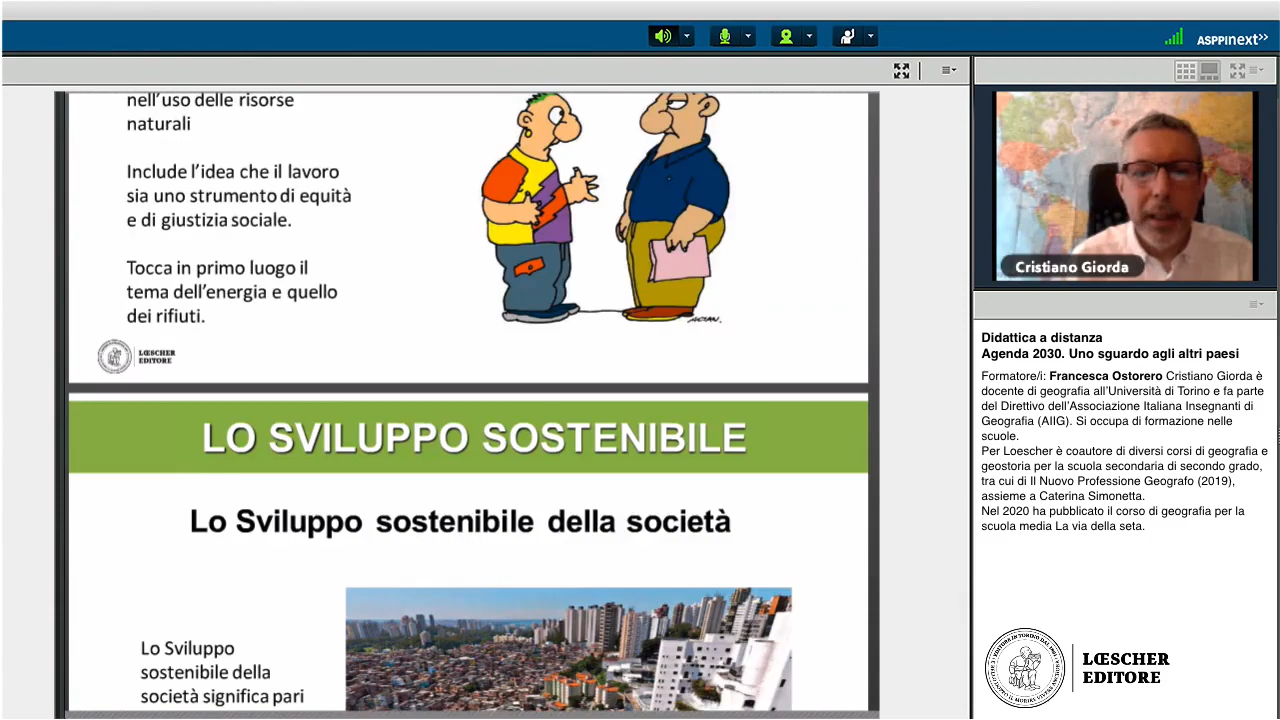 ASPPINEXT>>
nell'uso delle risorse
naturali
Include l'idea che il lavoro
sia uno strumento di equità
e di giustizia sociale.
Tocca in primo luogo il
tema dell'energia e quello
dei rifiuti.
LŒSCHER
EDITORE
LO SVILUPPO SOSTENIBILE
Lo Sviluppo sostenibile della società
Lo Sviluppo
sostenibile della
società significa pari
Cristiano Giorda
Didattica a distanza
Agenda 2030. Uno sguardo agli altri paesi
Formatore/i: Francesca Ostorero Cristiano Giorda è
docente di geografia all'Università di Torino e fa parte
del Direttivo dell'Associazione Italiana Insegnanti di
Geografia (AIIG). Si occupa di formazione nelle
scuole.
Per Loescher è coautore di diversi corsi di geografia e
geostoria per la scuola secondaria di secondo grado,
tra cui di Il Nuovo Professione Geografo (2019),
assieme a Caterina Simonetta.
Nel 2020 ha pubblicato il corso di geografia per la
scuola media La via della seta.
LŒSCHER
EDITORE